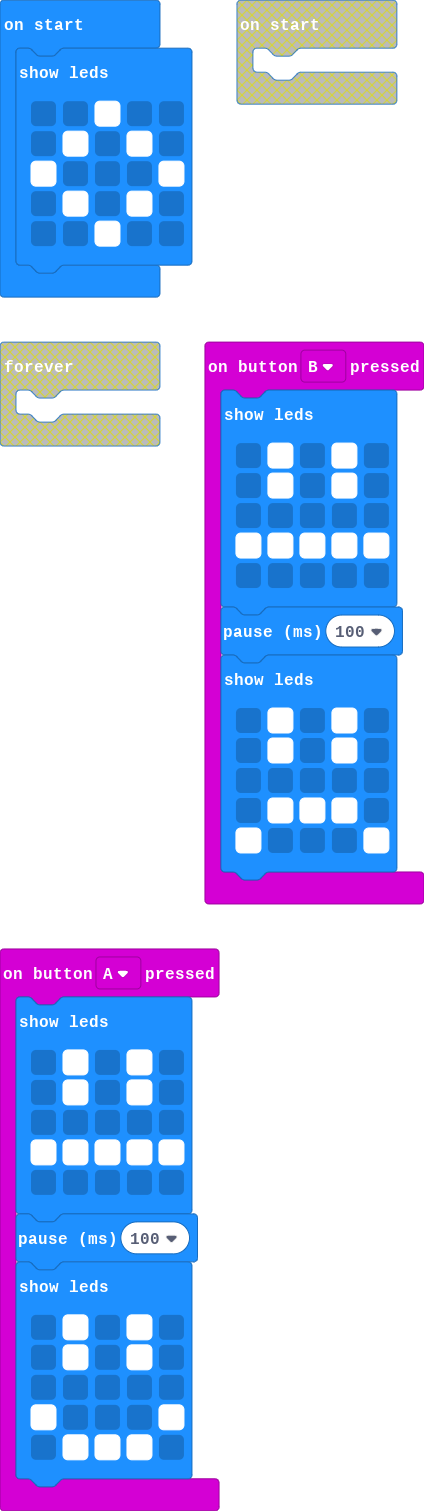 on start
show leds
on start
forever
on button B pressed
show leds
pause (ms) 100
show leds
on button A pressed
show leds
pause (ms) 100
show leds